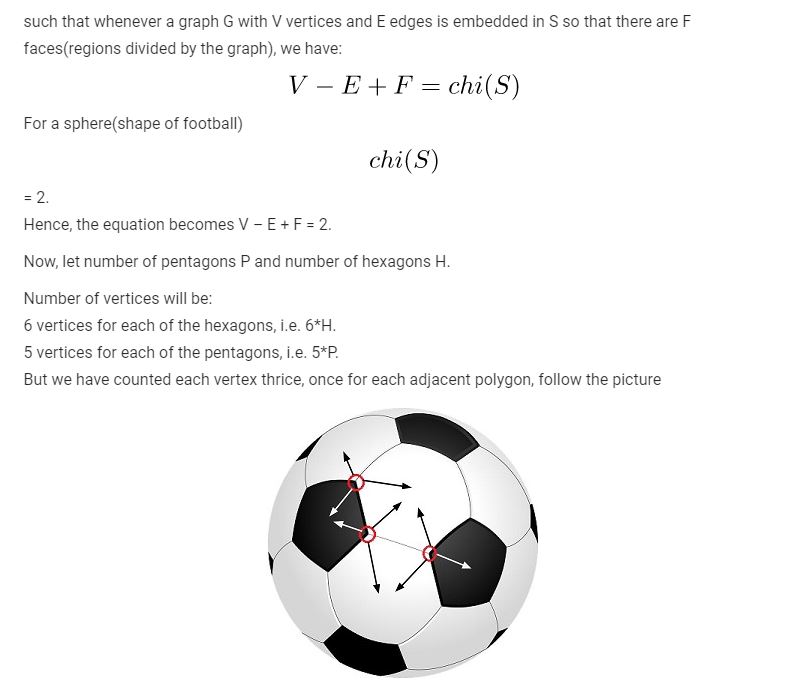 such that whenever a graph G with V vertices and E edges is embedded in S so that there are F
faces(regions divided by the graph), we have:
V − E + F = chi(S)
For a sphere(shape of football)
chi(S)
= 2.
Hence, the equation becomes V – E + F = 2.
Now, let number of pentagons P and number of hexagons H.
Number of vertices will be:
6 vertices for each of the hexagons, i.e. 6*H.
5 vertices for each of the pentagons, i.e. 5*P.
But we have counted each vertex thrice, once for each adjacent polygon, follow the picture